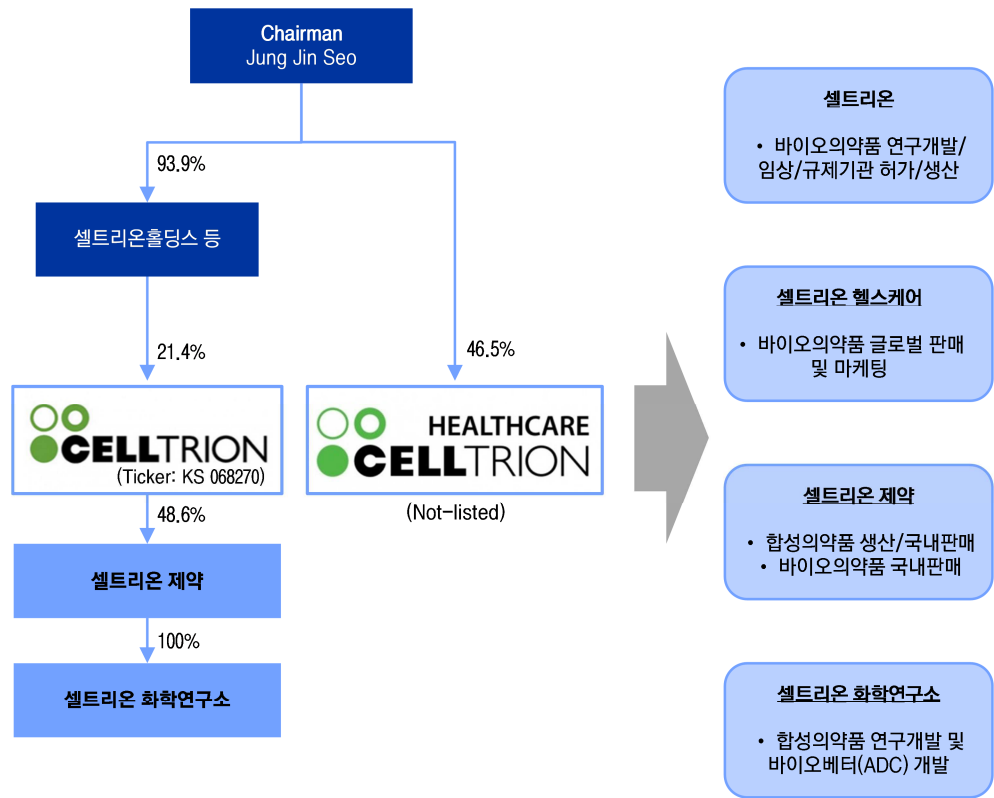 Chairman
Jung Jin Seo
93.9%
셀트리온홀딩스 등
21.4%
46.5%
CELLTRION
(Ticker: KS 068270)
HEALTHCARE
CELLTRION
(Not-listed)
48.6%
셀트리온 제약
100%
셀트리온 화학연구소
셀트리온
• 바이오의약품 연구개발/
임상/규제기관 허가/생산
셀트리온 헬스케어
• 바이오의약품 글로벌 판매
및 마케팅
셀트리온 제약
• 합성의약품 생산/국내판매
• 바이오의약품 국내판매
셀트리온 화학연구소
• 합성의약품 연구개발 및
바이오베터(ADC) 개발